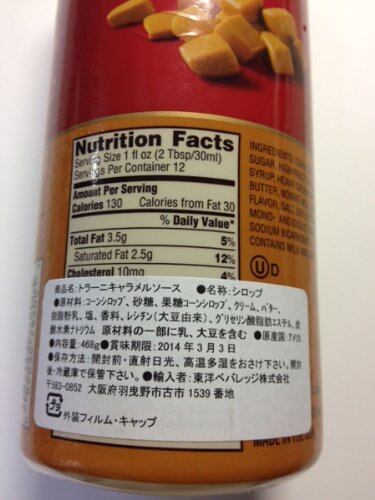 Nutrition Facts
Serving Size 1 fl oz (2 Tbsp/30ml)
Servings Per Container 12
Amount Per Serving
Calories 130 Calories from Fat 30
% Daily Value*
Total Fat 3.5g 5%
Saturated Fat 2.5g 12%
Cholesterol 10mg 4%
INGREDIENTS:
SUGAR, HIGH
SYRUP, HEAVY
BUTTER, NONFAT
FLAVOR, SALT,
MONO- AND
SODIUM
CONTAINS MILK
U D
商品名:トラーニキャラメルソース ●名称:シロップ
●原材料:コーンシロップ、砂糖、果糖コーンシロップ、クリーム、バター、
脱脂粉乳、塩、香料、レシチン(大豆由来)、グリセリン酸脂肪エステル、炭
酸水素ナトリウム 原材料の一部に乳、大豆を含む ●原産国:アメリカ
●内容量:468g●賞味期限:2014年3月3日
●保存方法:開封前・直射日光、高温多湿をおさけ下さい。開封
後・冷蔵庫で保管下さい。●輸入者:東洋ベバレッジ株式会社
〒583-0852 大阪府羽曳野市古市1539番地
プラ 外装フィルム・キャップ
MADE IN THE